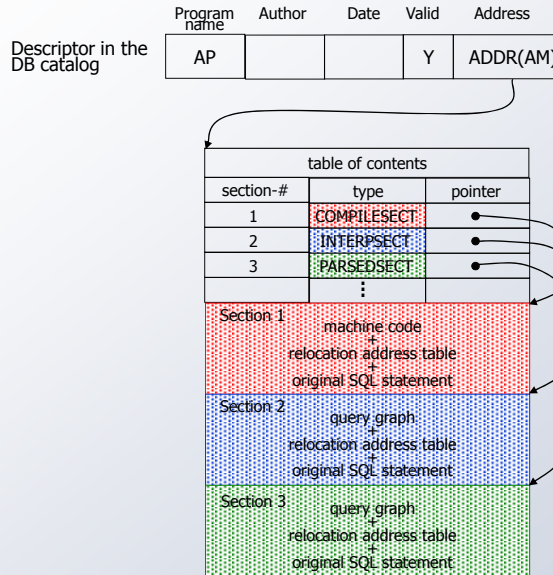 Program name
Author
Date
Valid
Address
Descriptor in the
DB catalog
AP
Y
ADDR(AM)
table of contents
section-#
type
pointer
1
COMPILESECT
2
INTERPSECT
3
PARSEDSECT
⋮
Section 1
machine code
+
relocation address table
+
original SQL statement
Section 2
query graph
+
relocation address table
+
original SQL statement
Section 3
query graph
+
relocation address table
+
original SQL statement